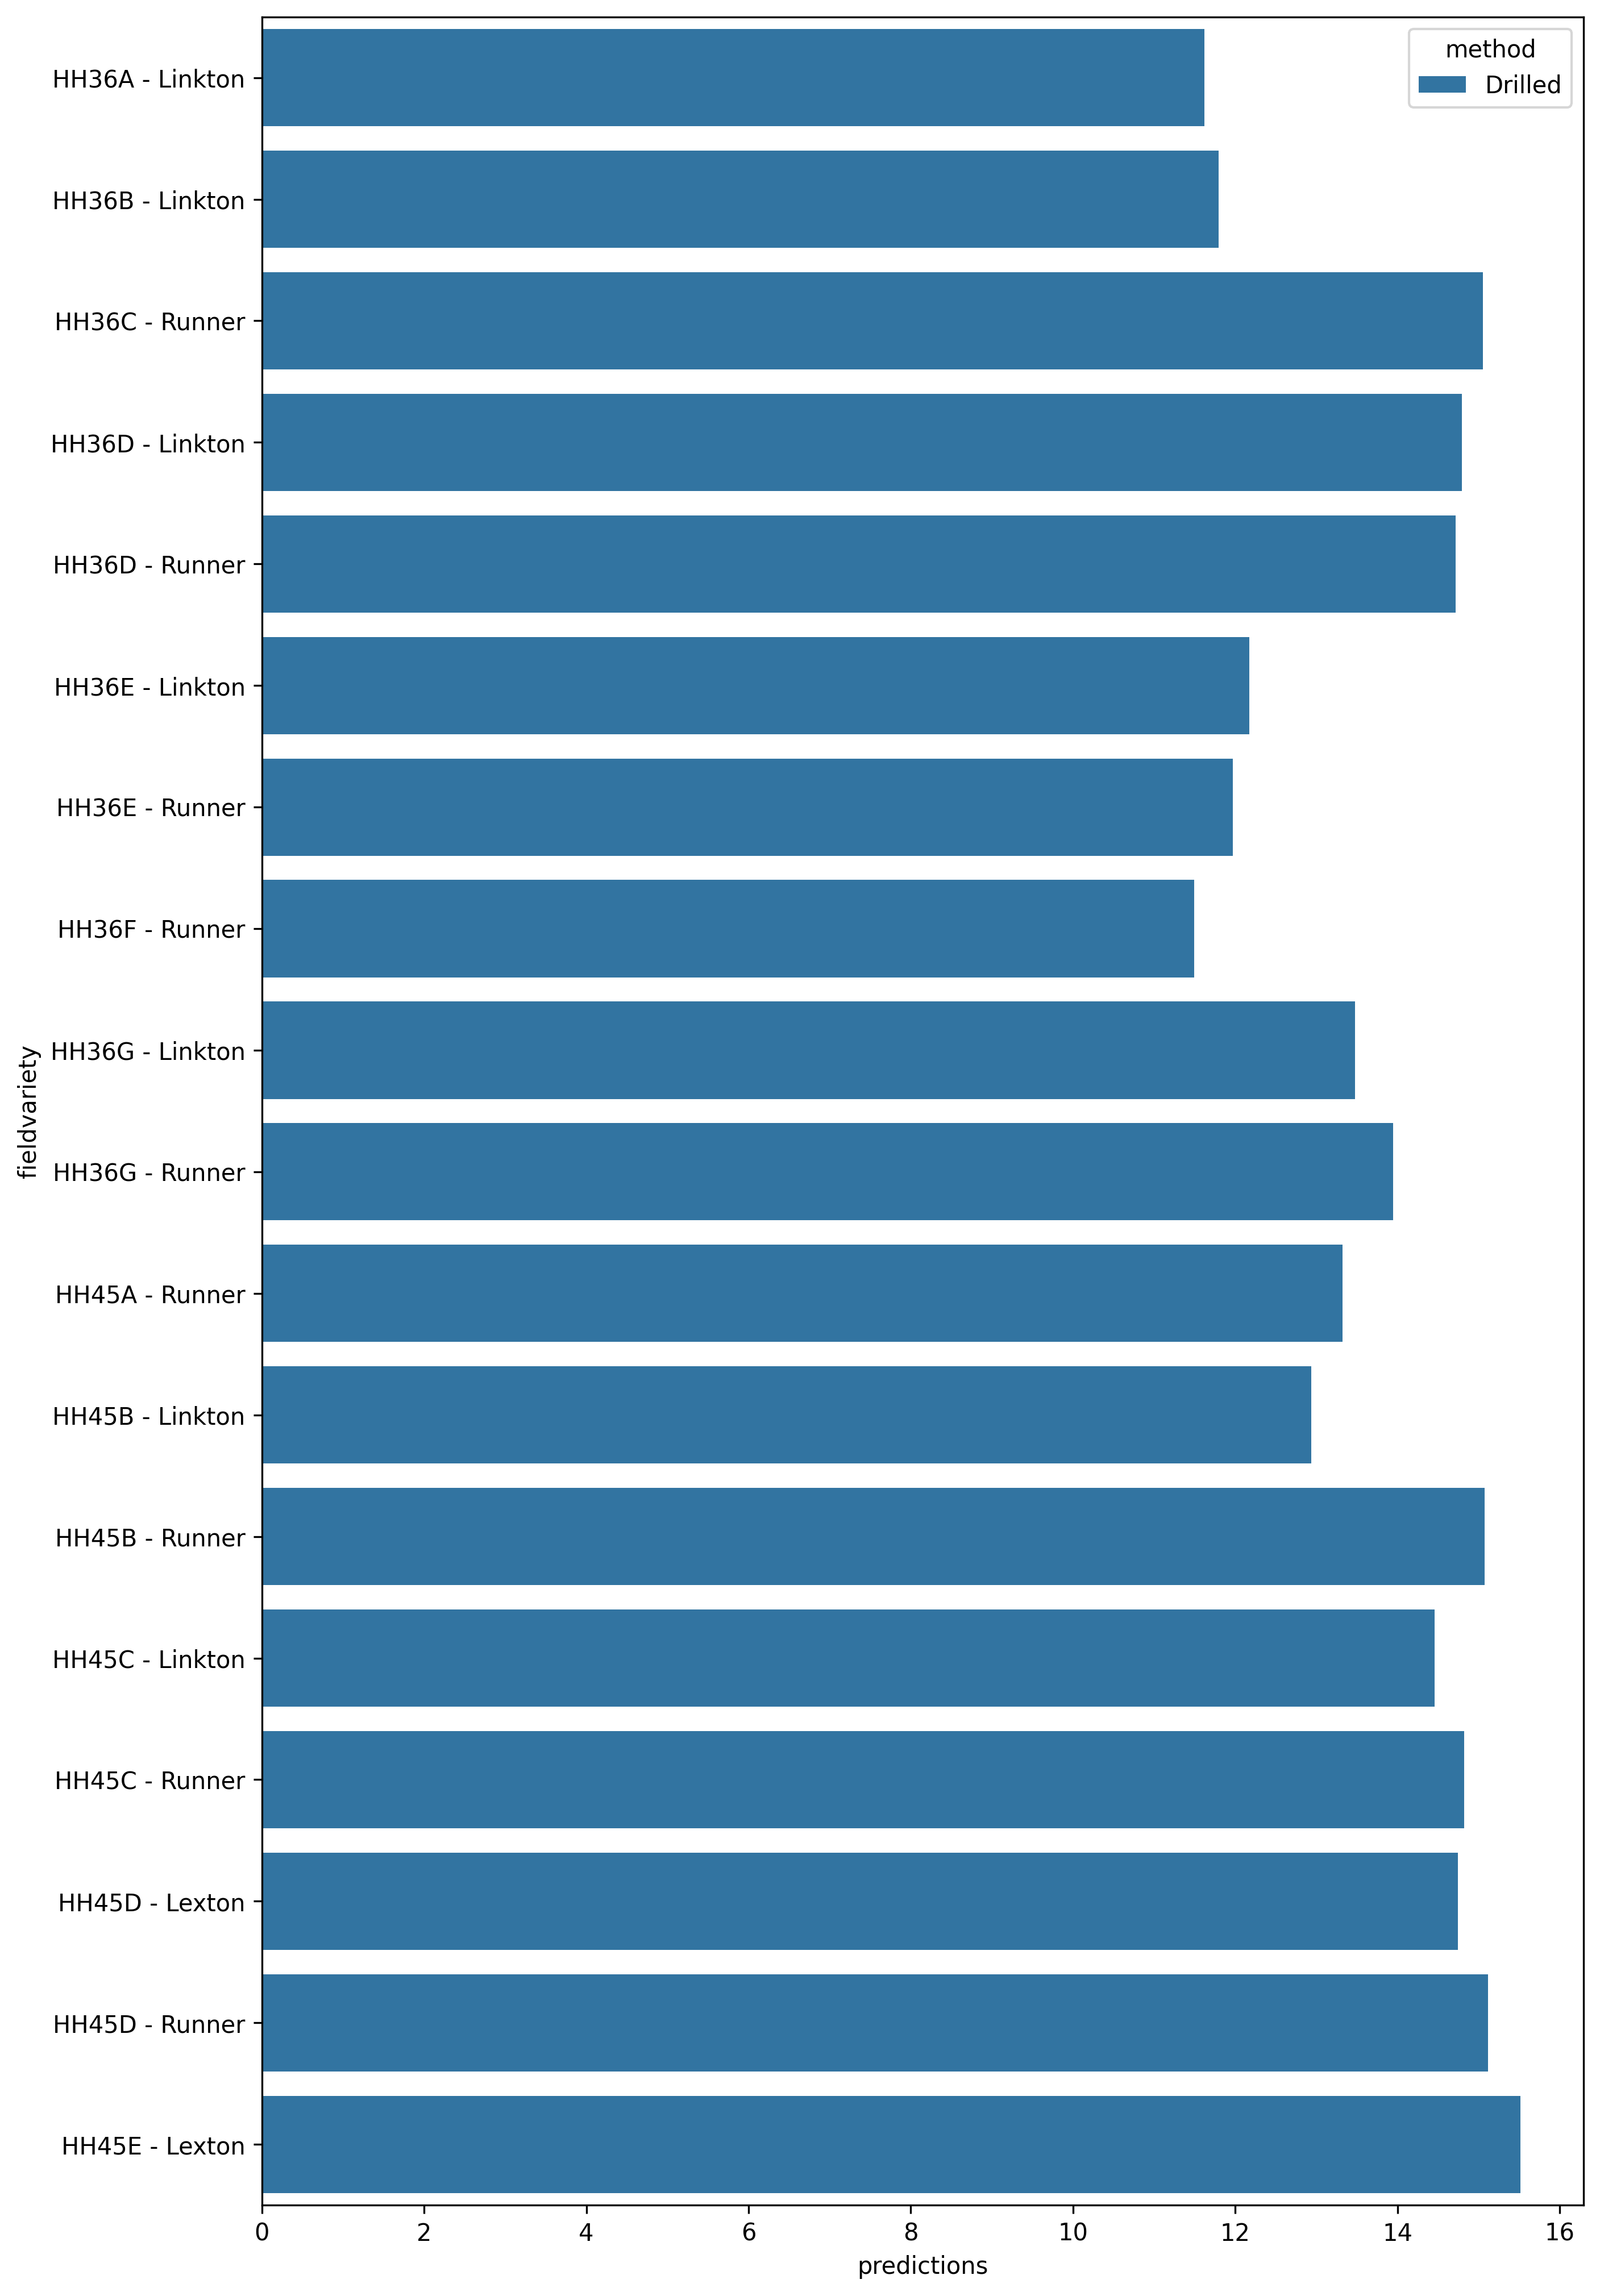 method
Drilled
HH36A - Linkton
HH36B - Linkton
HH36C - Runner
HH36D - Linkton
HH36D - Runner
HH36E - Linkton
HH36E - Runner
HH36F - Runner
HH36G - Linkton
HH36G - Runner
HH45A - Runner
HH45B - Linkton
HH45B - Runner
HH45C - Linkton
HH45C - Runner
HH45D - Lexton
HH45D - Runner
HH45E - Lexton
fieldvariety
0 2 4 6 8 10 12 14 16
predictions